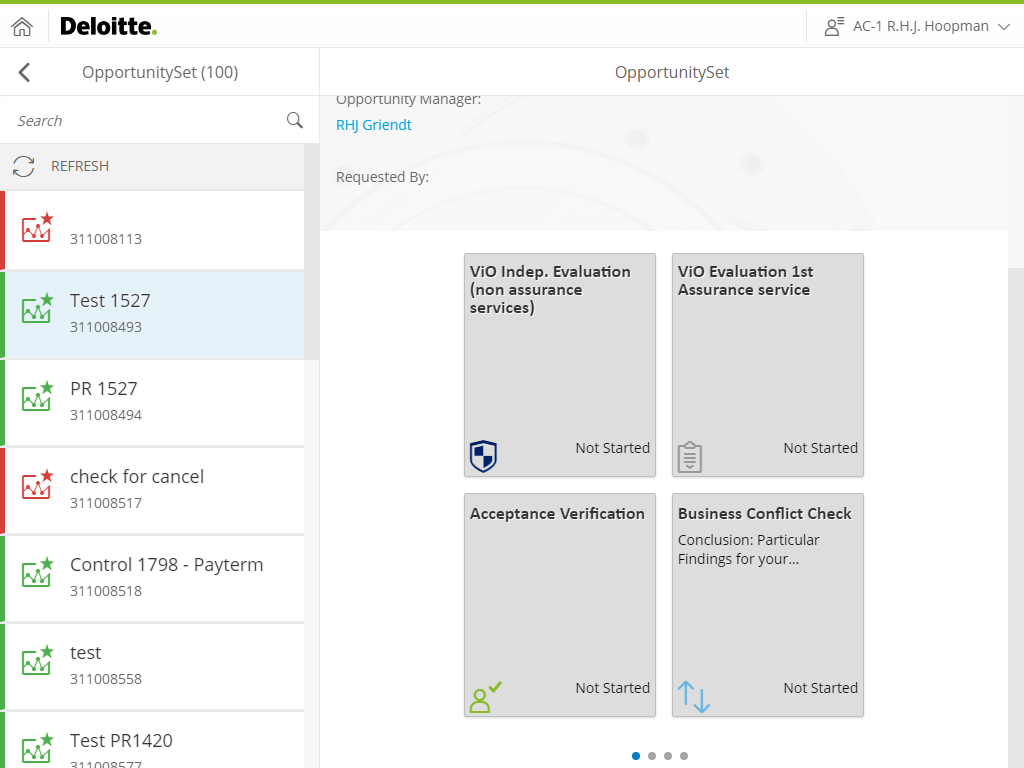 Deloitte.
AC-1 R.H.J. Hoopman
OpportunitySet (100)
OpportunitySet
Search
REFRESH
311008113
Test 1527
311008493
PR 1527
311008494
check for cancel
311008517
Control 1798 - Payterm
311008518
test
311008558
Test PR1420
311008577
Opportunity Manager:
RHJ Griendt
Requested By:
ViO Indep. Evaluation
(non assurance
services)
Not Started
ViO Evaluation 1st
Assurance service
Not Started
Acceptance Verification
Not Started
Business Conflict Check
Conclusion: Particular
Findings for your...
Not Started